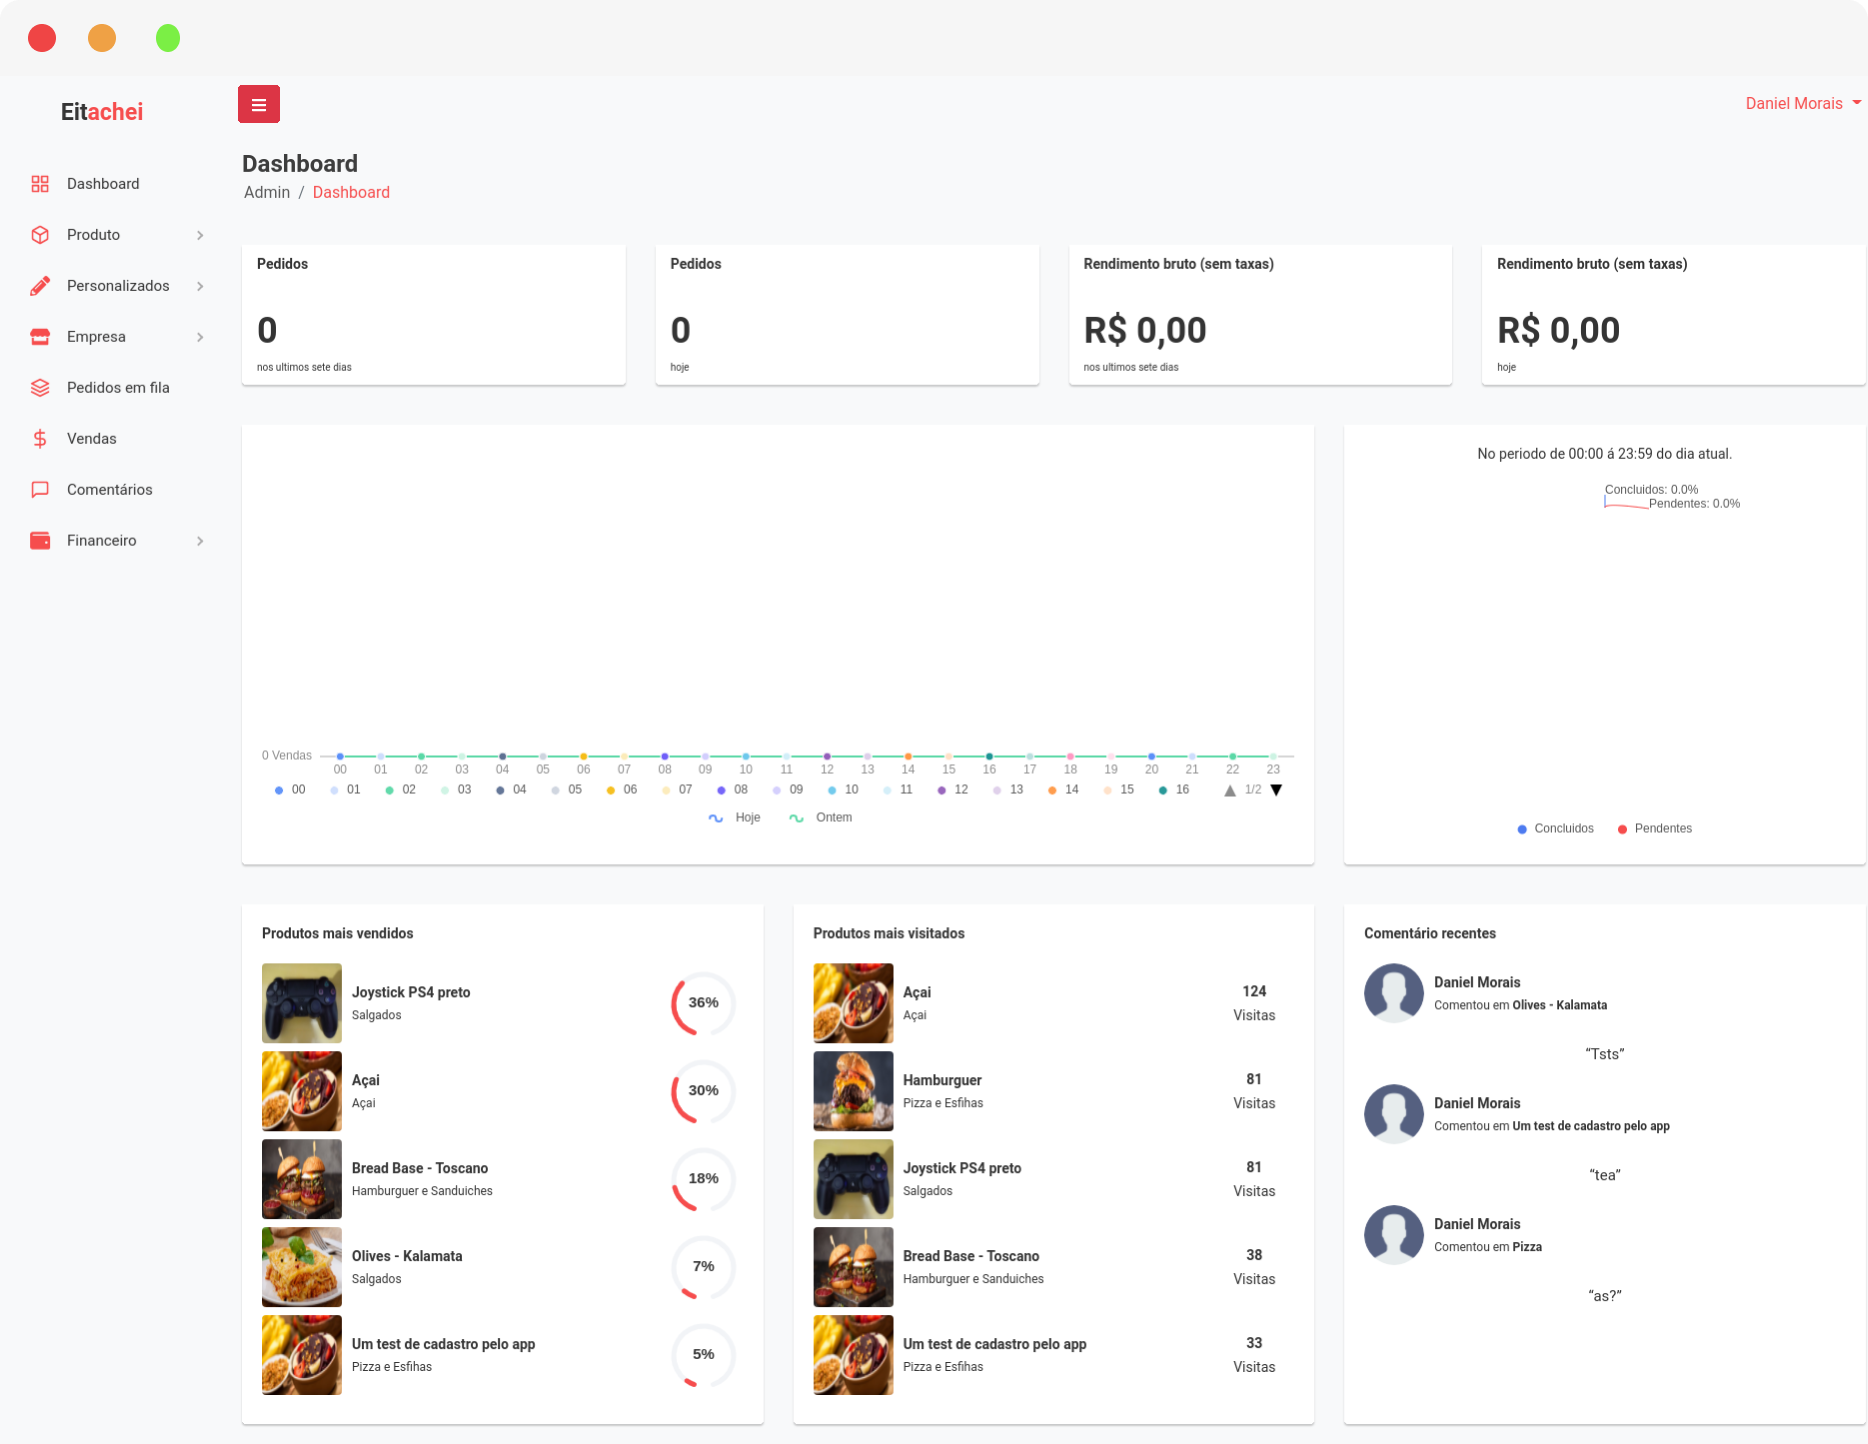 Eitachei
Daniel Morais
Dashboard
Produto
Personalizados
Empresa
Pedidos em fila
Vendas
Comentários
Financeiro
Dashboard
Admin / Dashboard
Pedidos
0
nos ultimos sete dias
Pedidos
0
hoje
Rendimento bruto (sem taxas)
R$ 0,00
nos ultimos sete dias
Rendimento bruto (sem taxas)
R$ 0,00
hoje
0 Vendas
00 01 02 03 04 05 06 07 08 09 10 11 12 13 14 15 16 17 18 19 20 21 22 23
00 01 02 03 04 05 06 07 08 09 10 11 12 13 14 15 16 1/2
Hoje Ontem
No periodo de 00:00 á 23:59 do dia atual.
Concluidos: 0.0%
Pendentes: 0.0%
Concluidos Pendentes
Produtos mais vendidos
Joystick PS4 preto
Salgados
36%
Açai
Açai
30%
Bread Base - Toscano
Hamburguer e Sanduiches
18%
Olives - Kalamata
Salgados
7%
Um test de cadastro pelo app
Pizza e Esfihas
5%
Produtos mais visitados
Açai
Açai
124
Visitas
Hamburguer
Pizza e Esfihas
81
Visitas
Joystick PS4 preto
Salgados
81
Visitas
Bread Base - Toscano
Hamburguer e Sanduiches
38
Visitas
Um test de cadastro pelo app
Pizza e Esfihas
33
Visitas
Comentário recentes
Daniel Morais
Comentou em Olives - Kalamata
“Tsts”
Daniel Morais
Comentou em Um test de cadastro pelo app
“tea”
Daniel Morais
Comentou em Pizza
“as?”